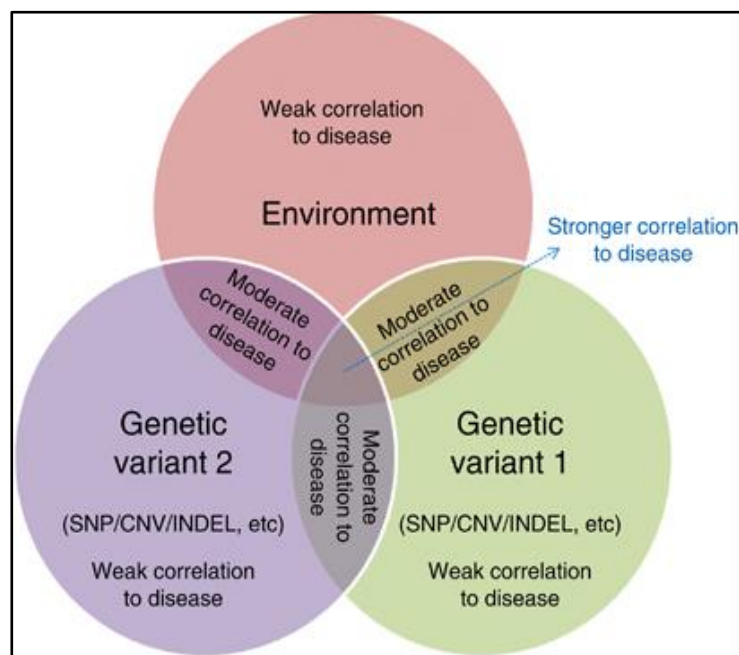 Weak correlation
to disease
Environment
Stronger correlation
to disease
Moderate
correlation to
disease
Moderate
correlation to
disease
Moderate
correlation to
disease
Genetic
variant 2
(SNP/CNV/INDEL, etc)
Weak correlation
to disease
Genetic
variant 1
(SNP/CNV/INDEL, etc)
Weak correlation
to disease